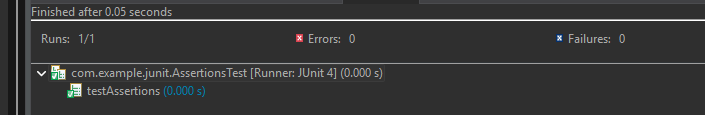 Finished after 0.05 seconds
Runs: 1/1 Errors: 0 Failures: 0
com.example.junit.AssertionsTest [Runner: JUnit 4] (0.000 s)
testAssertions (0.000 s)